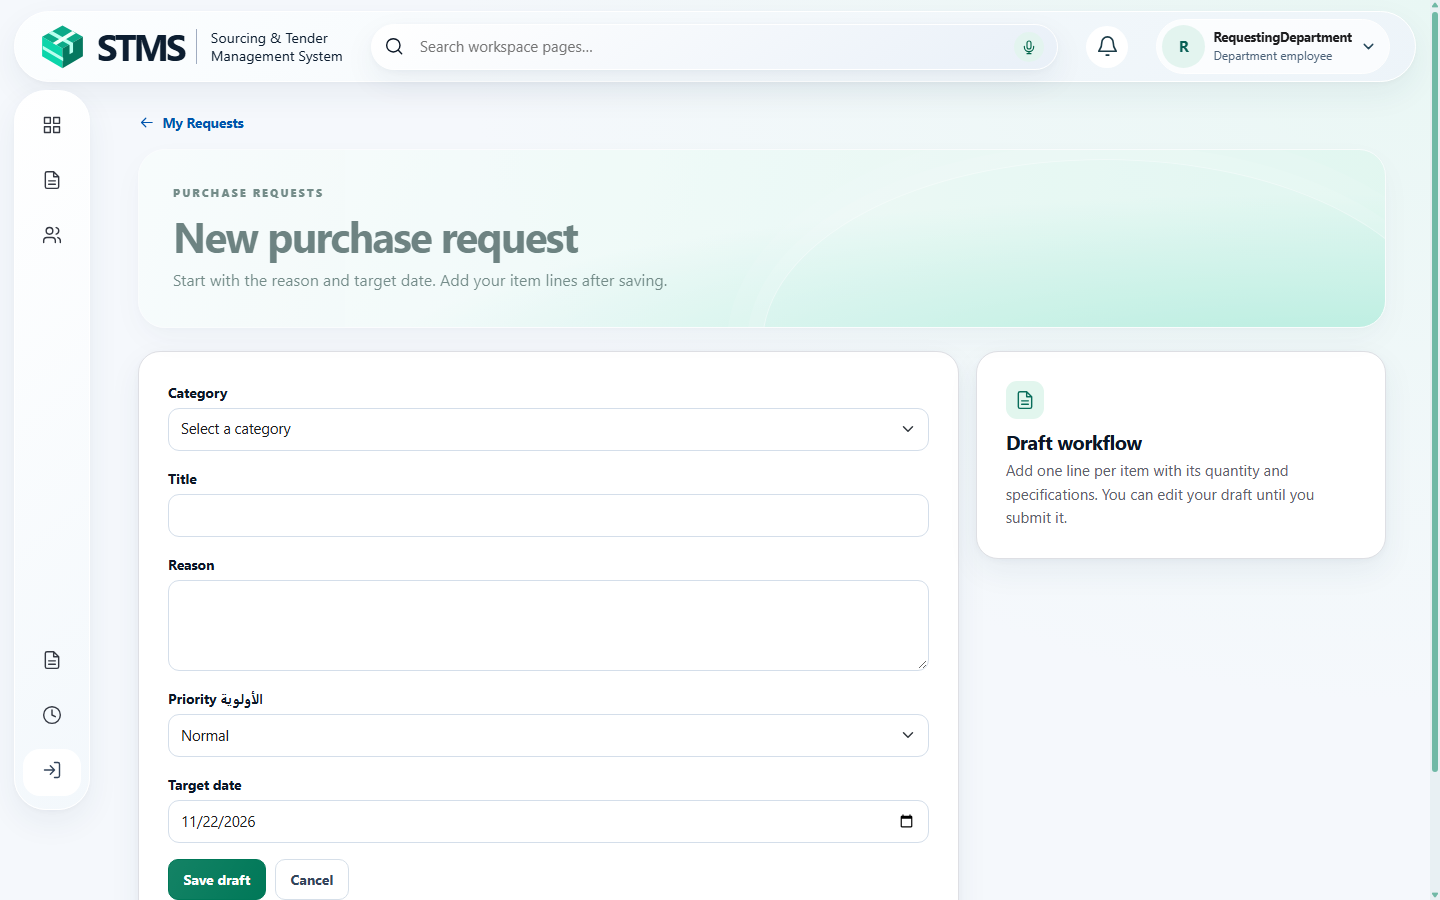 STMS
Sourcing & Tender
Management System
Search workspace pages...
R
RequestingDepartment
Department employee
My Requests
PURCHASE REQUESTS
New purchase request
Start with the reason and target date. Add your item lines after saving.
Category
Select a category
Title
Reason
Priority الأولوية
Normal
Target date
11/22/2026
Save draft
Cancel
Draft workflow
Add one line per item with its quantity and
specifications. You can edit your draft until you
submit it.